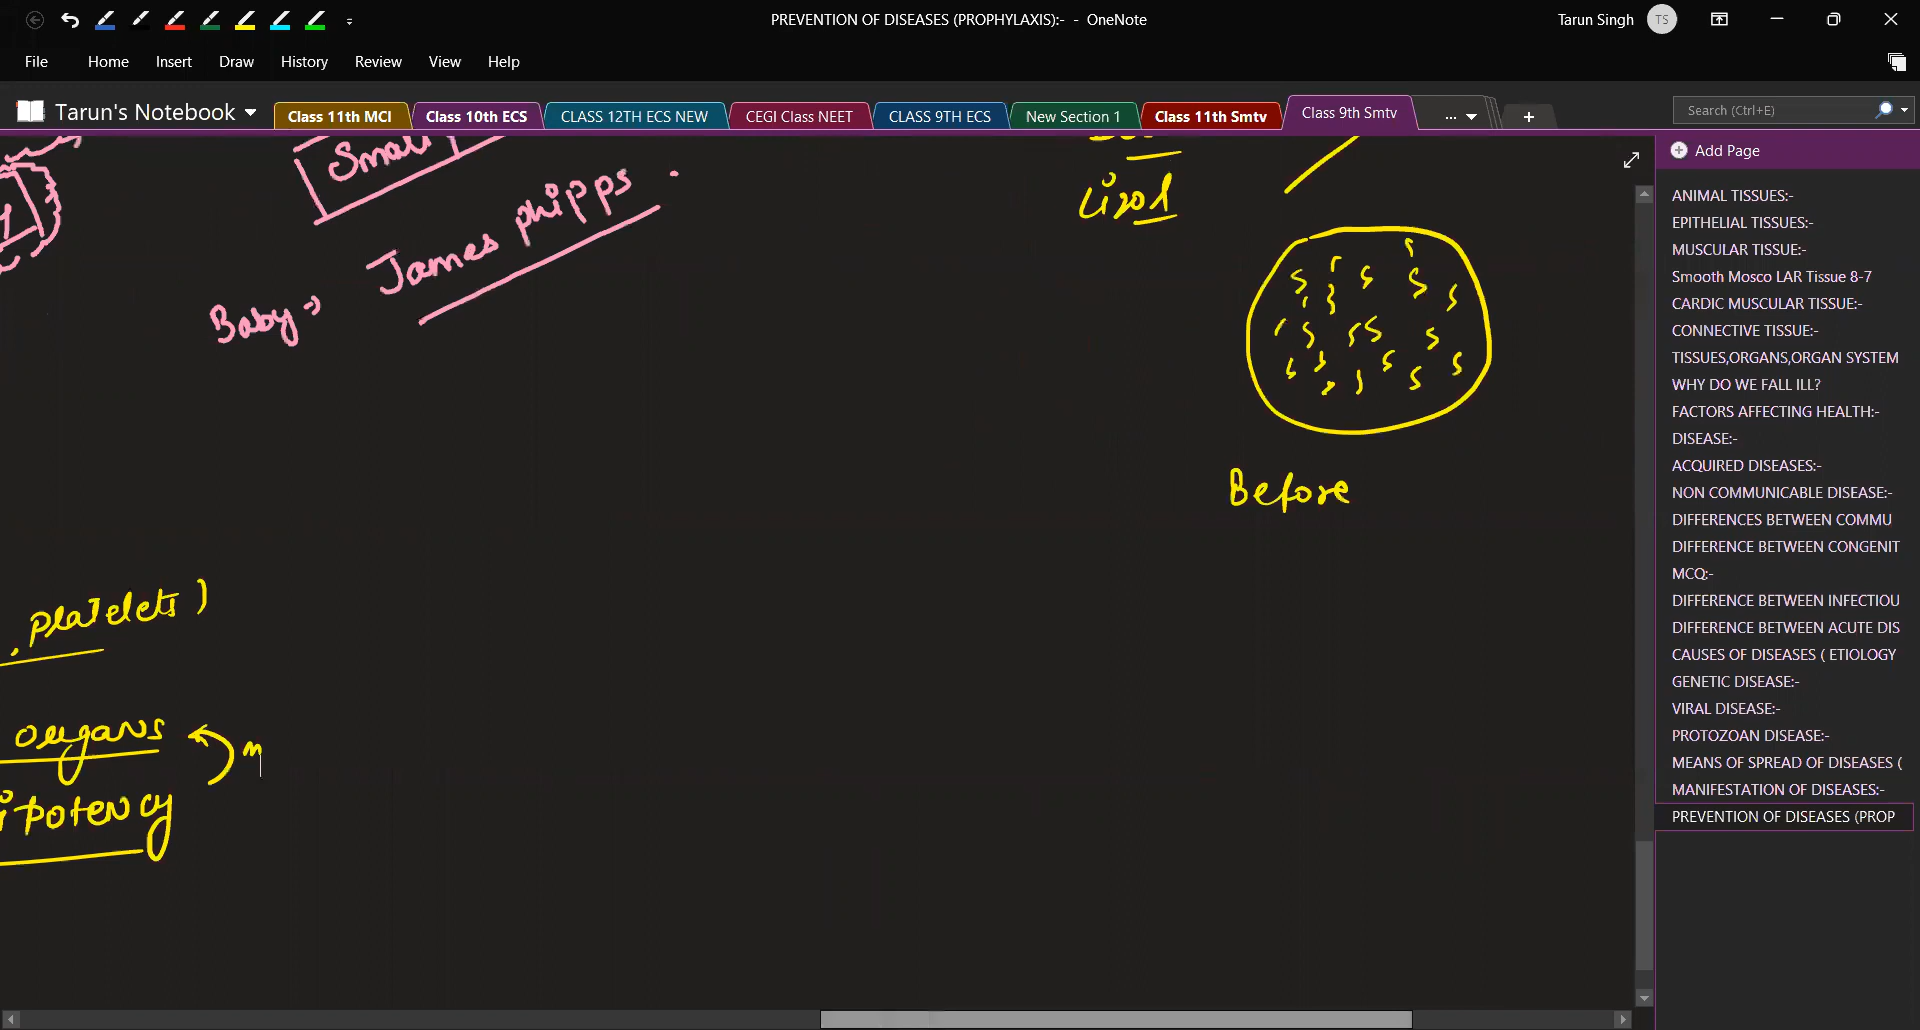 PREVENTION OF DISEASES (PROPHYLAXIS):- - OneNote
Tarun Singh
TS
File Home Insert Draw History Review View Help
Tarun's Notebook
Class 11th MCI
Class 10th ECS
CLASS 12TH ECS NEW
CEGI Class NEET
CLASS 9TH ECS
New Section 1
Class 11th Smtv
Class 9th Smtv
...
+
Search (Ctrl+E)
Add Page
ANIMAL TISSUES:-
EPITHELIAL TISSUES:-
MUSCULAR TISSUE:-
Smooth Mosco LAR Tissue 8-7
CARDIC MUSCULAR TISSUE:-
CONNECTIVE TISSUE:-
TISSUES,ORGANS,ORGAN SYSTEM
WHY DO WE FALL ILL?
FACTORS AFFECTING HEALTH:-
DISEASE:-
ACQUIRED DISEASES:-
NON COMMUNICABLE DISEASE:-
DIFFERENCES BETWEEN COMMU
DIFFERENCE BETWEEN CONGENIT
MCQ:-
DIFFERENCE BETWEEN INFECTIOU
DIFFERENCE BETWEEN ACUTE DIS
CAUSES OF DISEASES ( ETIOLOGY
GENETIC DISEASE:-
VIRAL DISEASE:-
PROTOZOAN DISEASE:-
MEANS OF SPREAD OF DISEASES (
MANIFESTATION OF DISEASES:-
PREVENTION OF DISEASES (PROP
Small
James phipps .
Baby →
Lizol
Before
, platelets )
organs
ipotency